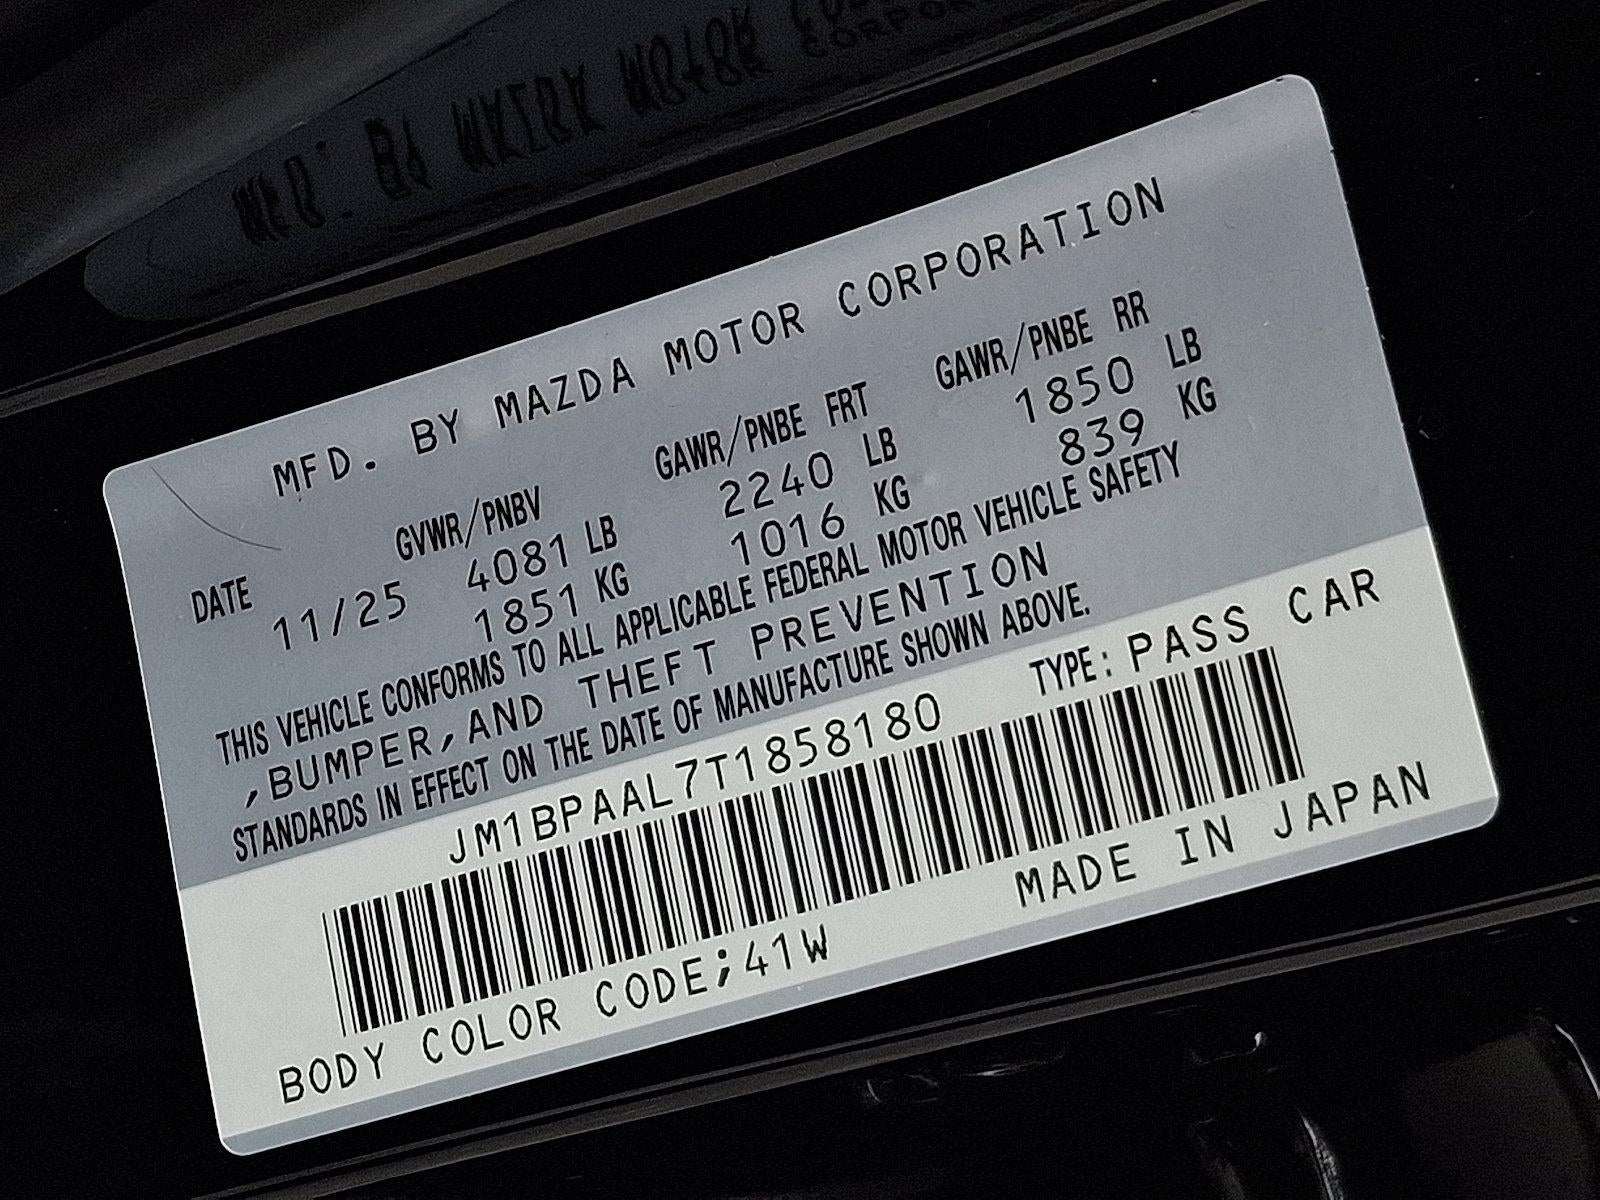 MFD. BY MAZDA MOTOR CORPORATION
DATE GVWR/PNBV GAWR/PNBE FRT GAWR/PNBE RR
11/25 4081 LB 2240 LB 1850 LB
1851 KG 1016 KG 839 KG
THIS VEHICLE CONFORMS TO ALL APPLICABLE FEDERAL MOTOR VEHICLE SAFETY
,BUMPER,AND THEFT PREVENTION
STANDARDS IN EFFECT ON THE DATE OF MANUFACTURE SHOWN ABOVE.
JM1BPAAL7T1858180 TYPE: PASS CAR
MADE IN JAPAN
BODY COLOR CODE;41W